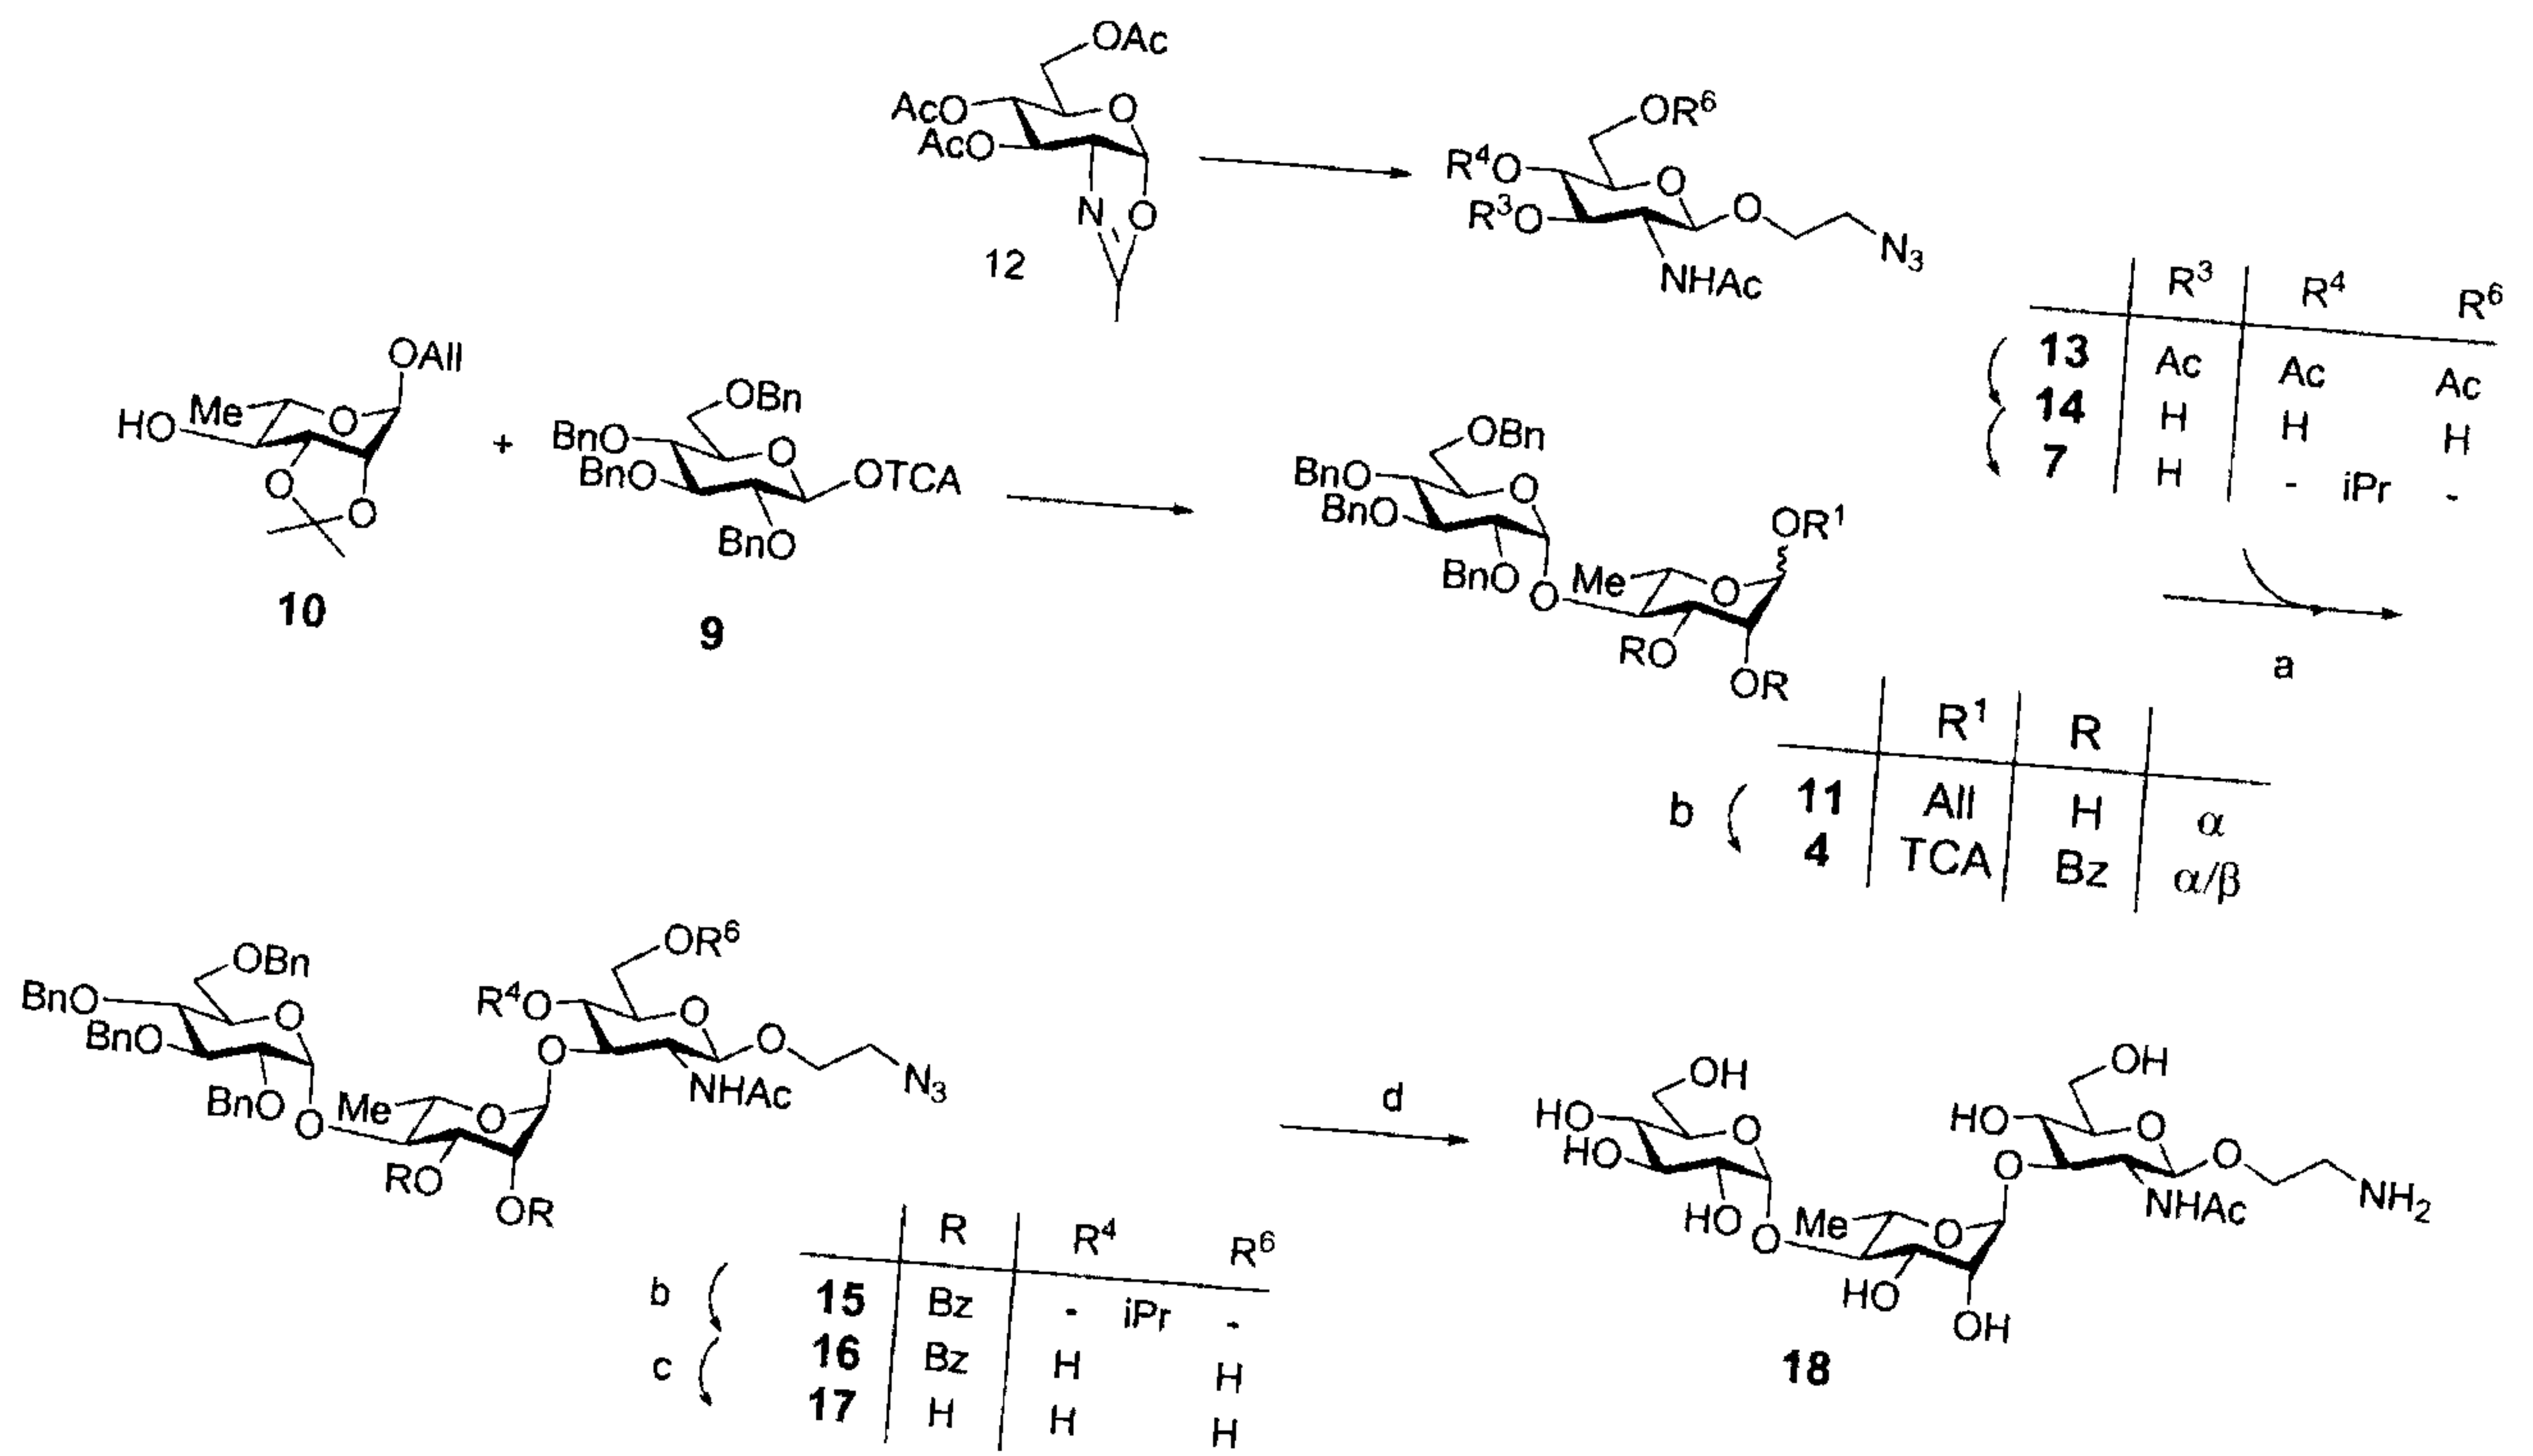 OAc
AcO
O
AcO
N
O
12
OR⁶
R⁴O
O
R³O
O
N₃
NHAc
R³ R⁴ R⁶
13 Ac Ac Ac
14 H H H
7 H - iPr -
OAll
Me
O
HO
O
O
10
+
OBn
BnO
O
BnO
OTCA
BnO
9
OBn
BnO
O
BnO
BnO
O
Me
O
OR¹
RO
OR
a
R¹ R
11 All H α
b
4 TCA Bz α/β
OBn
BnO
O
BnO
BnO
O
Me
O
RO
OR
OR⁶
R⁴O
O
O
O
N₃
NHAc
R R⁴ R⁶
b
15 Bz - iPr -
16 Bz H H
c
17 H H H
d
OH
HO
O
HO
HO
O
Me
O
HO
OH
OH
HO
O
O
O
NH₂
NHAc
18